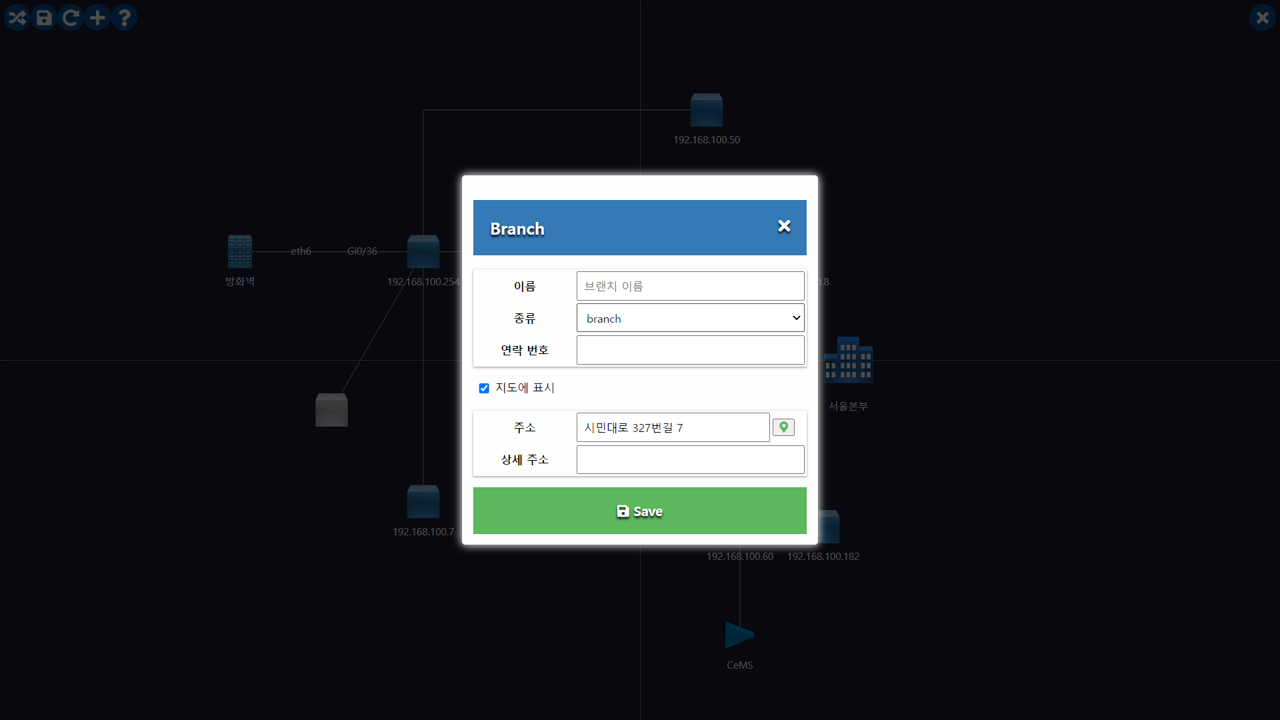 192.168.100.50
Branch
eth6
GI0/36
방화벽
192.168.100.254
0.8
이름
브랜치 이름
종류
branch
연락 번호
지도에 표시
서울본부
주소
시민대로 327번길 7
상세 주소
Save
192.168.100.7
192.168.100.60
192.168.100.182
CeMS